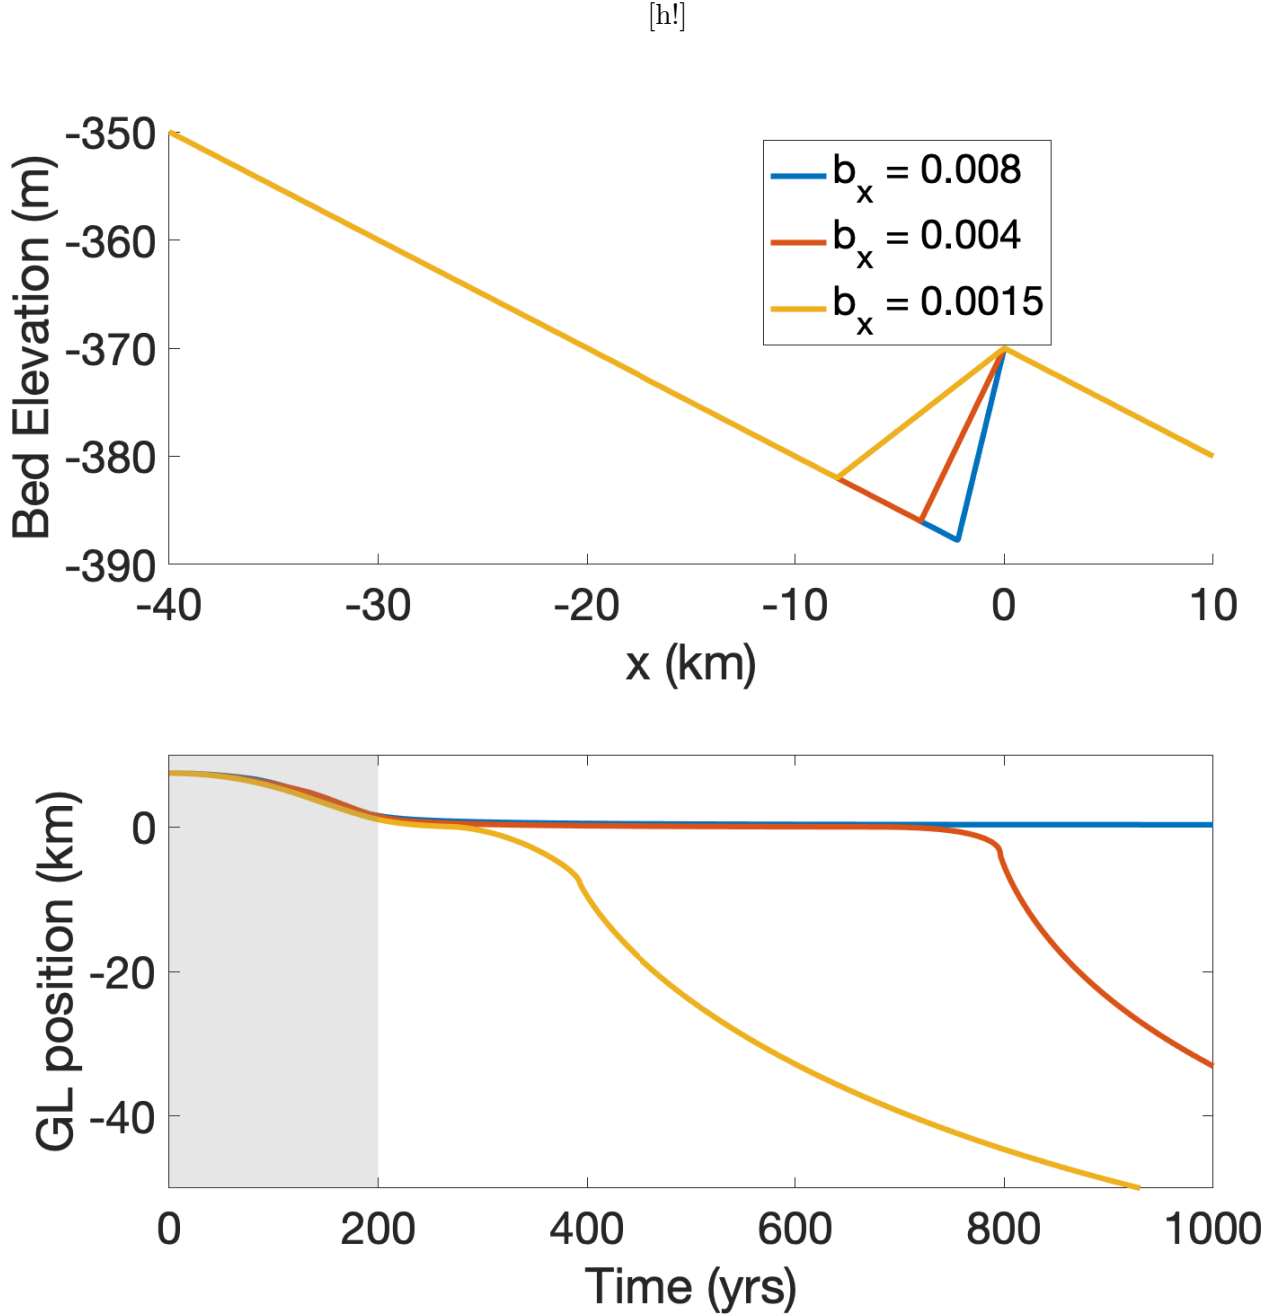 [h!]
-350
-360
-370
-380
-390
Bed Elevation (m)
b_x = 0.008
b_x = 0.004
b_x = 0.0015
-40 -30 -20 -10 0 10
x (km)
0
-20
-40
GL position (km)
0 200 400 600 800 1000
Time (yrs)